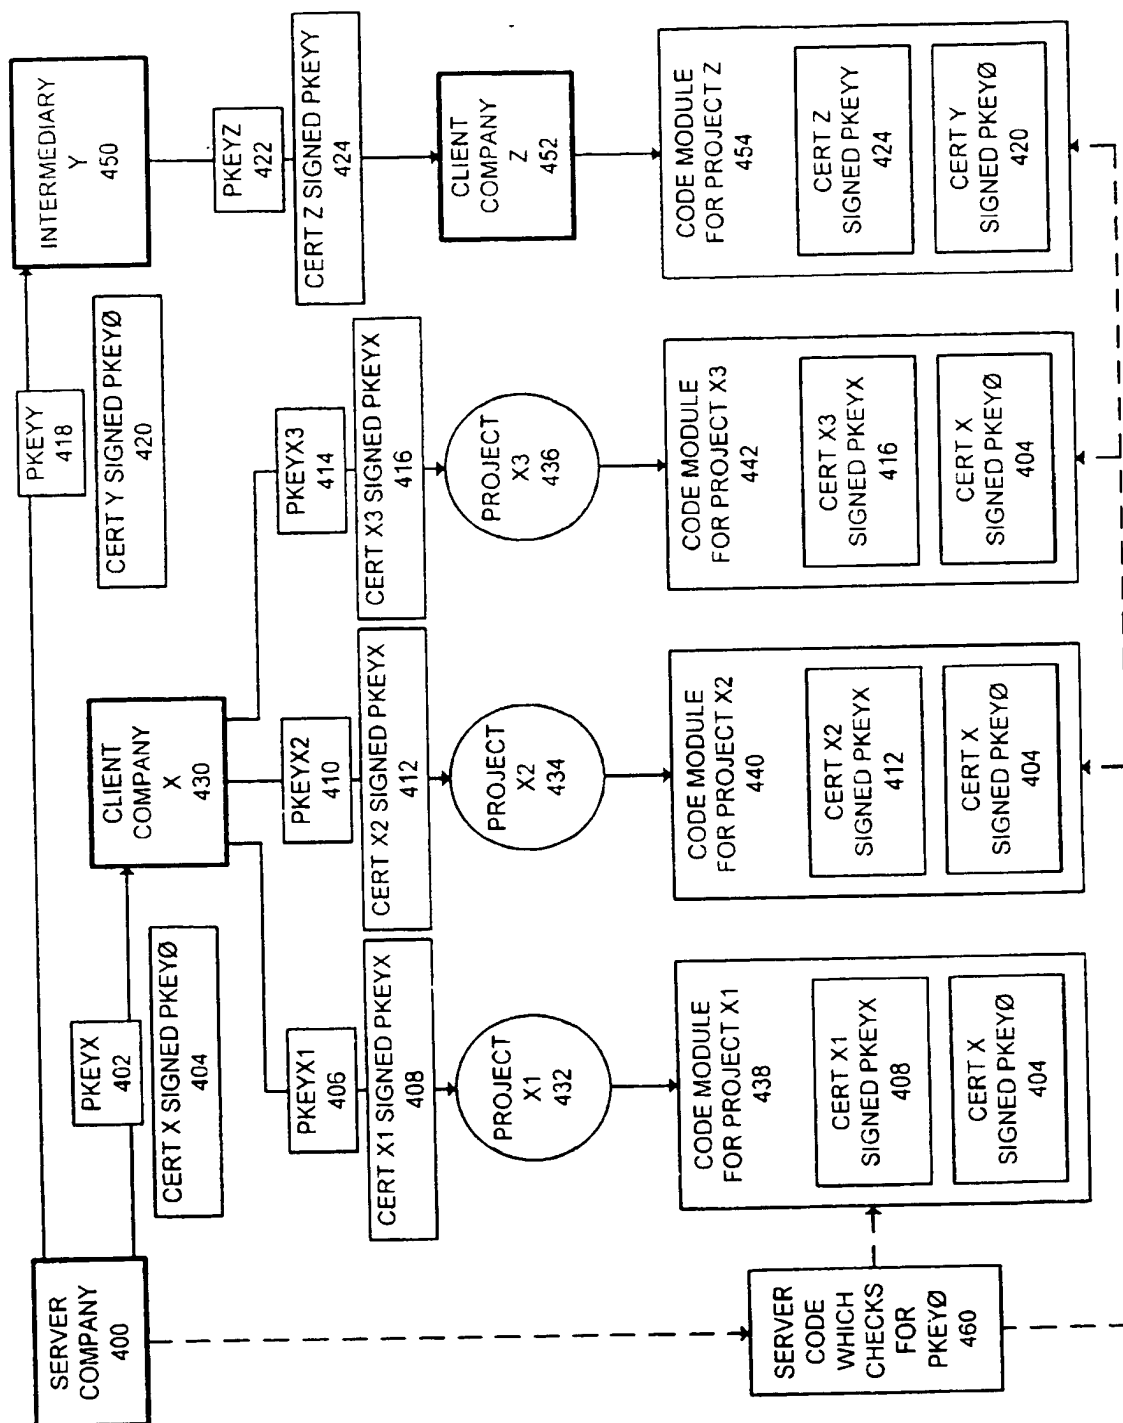 SERVER
COMPANY
400
PKEYX
402
CERT X SIGNED PKEYØ
404
CLIENT
COMPANY
X
430
PKEYY
418
CERT Y SIGNED PKEYØ
420
INTERMEDIARY
Y
450
PKEYX1
406
CERT X1 SIGNED PKEYX
408
PKEYX2
410
CERT X2 SIGNED PKEYX
412
PKEYX3
414
CERT X3 SIGNED PKEYX
416
PKEYZ
422
CERT Z SIGNED PKEYY
424
PROJECT
X1
432
PROJECT
X2
434
PROJECT
X3
436
CLIENT
COMPANY
Z
452
SERVER
CODE
WHICH
CHECKS
FOR
PKEYØ
460
CODE MODULE
FOR PROJECT X1
438
CERT X1
SIGNED PKEYX
408
CERT X
SIGNED PKEYØ
404
CODE MODULE
FOR PROJECT X2
440
CERT X2
SIGNED PKEYX
412
CERT X
SIGNED PKEYØ
404
CODE MODULE
FOR PROJECT X3
442
CERT X3
SIGNED PKEYX
416
CERT X
SIGNED PKEYØ
404
CODE MODULE
FOR PROJECT Z
454
CERT Z
SIGNED PKEYY
424
CERT Y
SIGNED PKEYØ
420